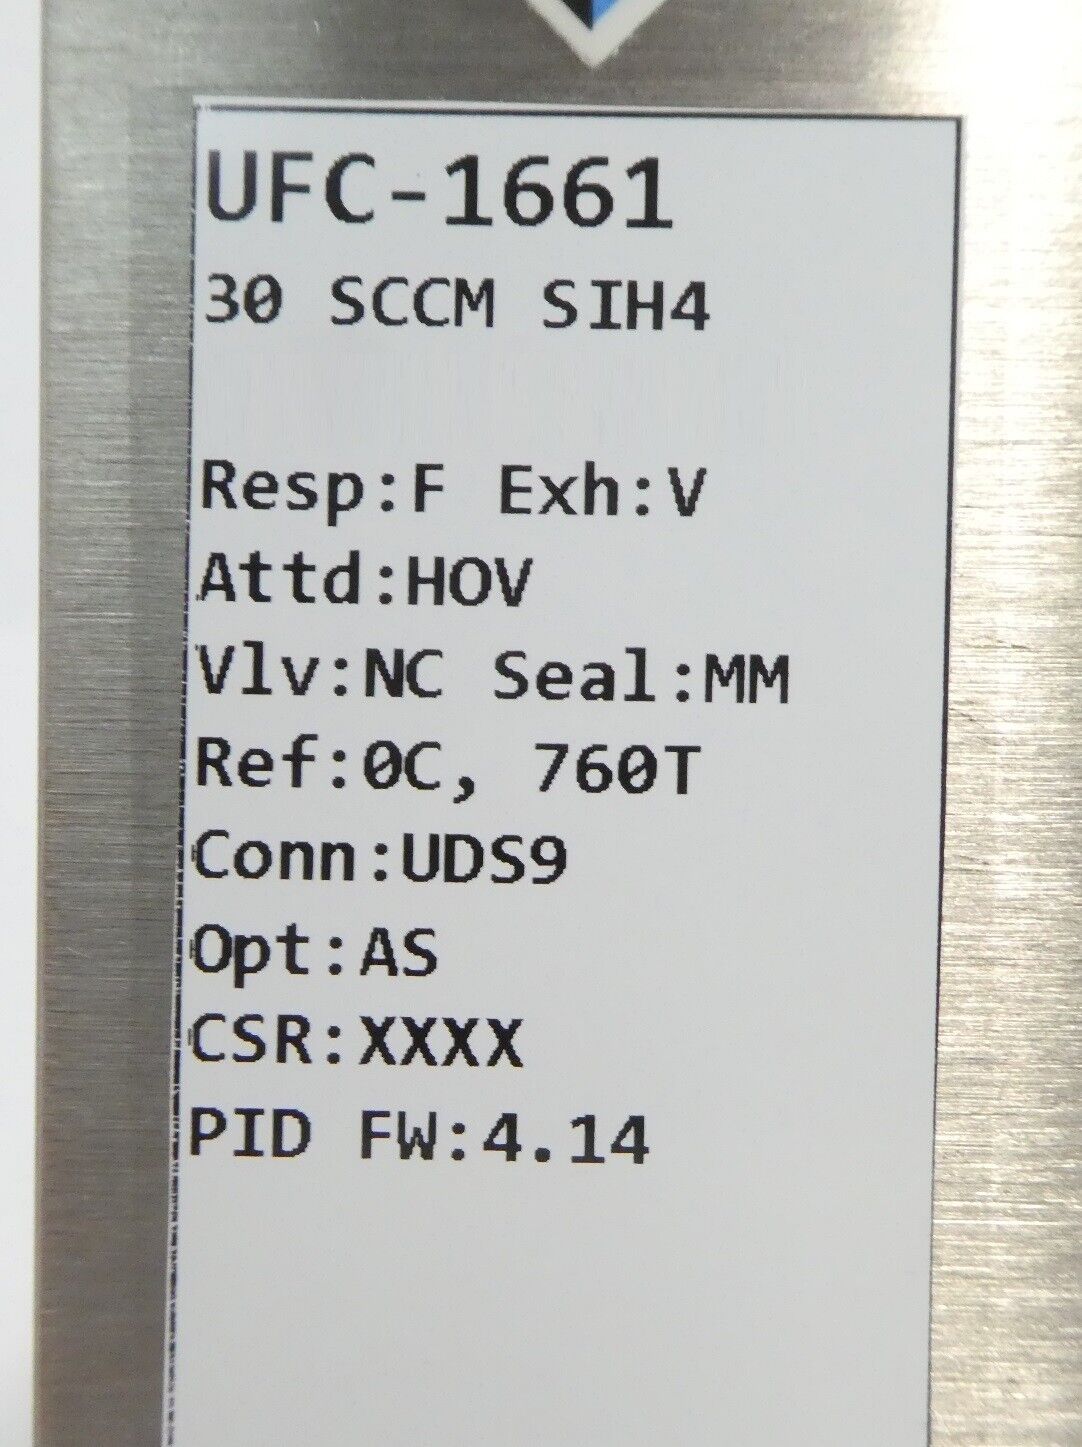 UFC-1661
30 SCCM SIH4
Resp:F Exh:V
Attd:HOV
Vlv:NC Seal:MM
Ref:0C, 760T
Conn:UDS9
Opt:AS
CSR:XXXX
PID FW:4.14